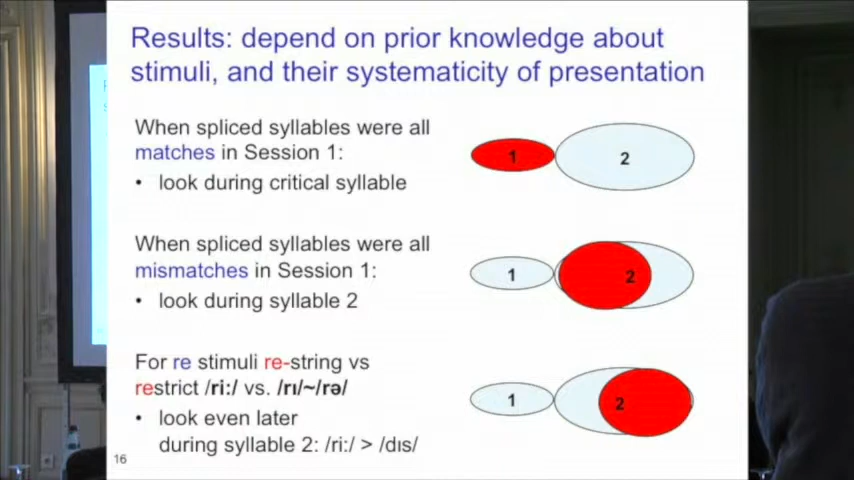 Results: depend on prior knowledge about
stimuli, and their systematicity of presentation
When spliced syllables were all
matches in Session 1:
• look during critical syllable
1
2
When spliced syllables were all
mismatches in Session 1:
• look during syllable 2
1
2
For re stimuli re-string vs
restrict /riː/ vs. /rɪ/~/rə/
• look even later
during syllable 2: /riː/ > /dɪs/
1
2
16